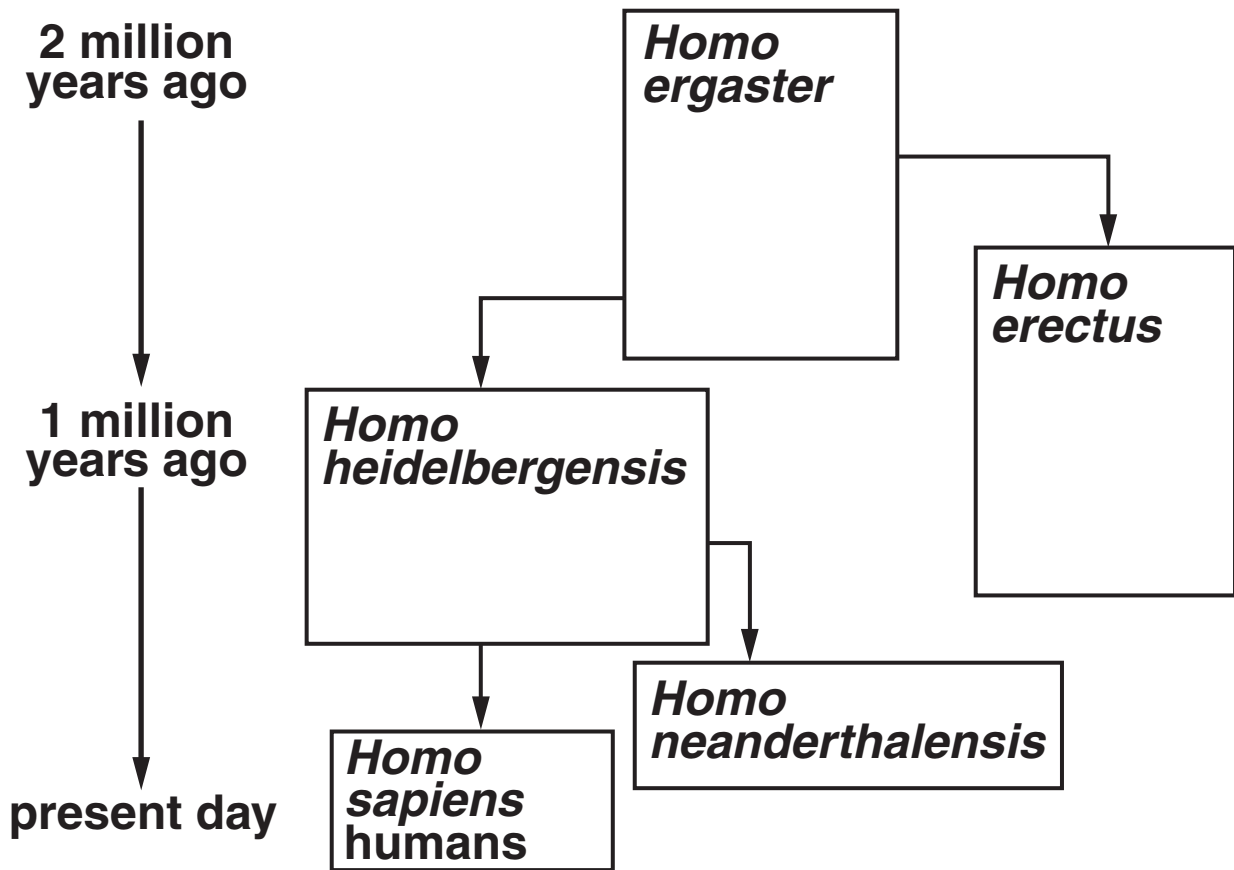 2 million
years ago
Homo
ergaster
Homo
erectus
1 million
years ago
Homo
heidelbergensis
Homo
neanderthalensis
Homo
sapiens
humans
present day